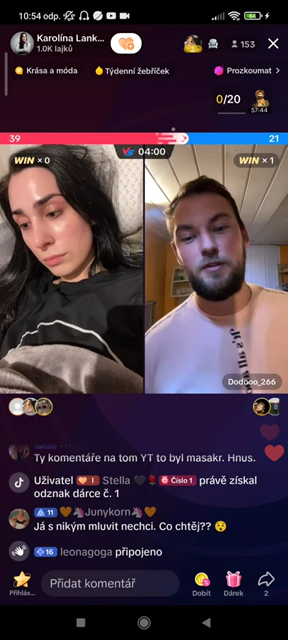 10:54 odp.
Karolína Lank...
1.0K lajků
153
Krása a móda
Týdenní žebříček
Prozkoumat >
0/20
57:44
39
21
WIN × 0
VS 04:00
WIN × 1
Dodooo_266
Ty komentáře na tom YT to byl masakr. Hnus.
Uživatel I Stella Číslo 1 právě získal
odznak dárce č. 1
11 Junykorn
Já s nikým mluvit nechci. Co chtěj??
16 leonagoga připojeno
Přihlás...
Přidat komentář
Dobít
Dárek
2